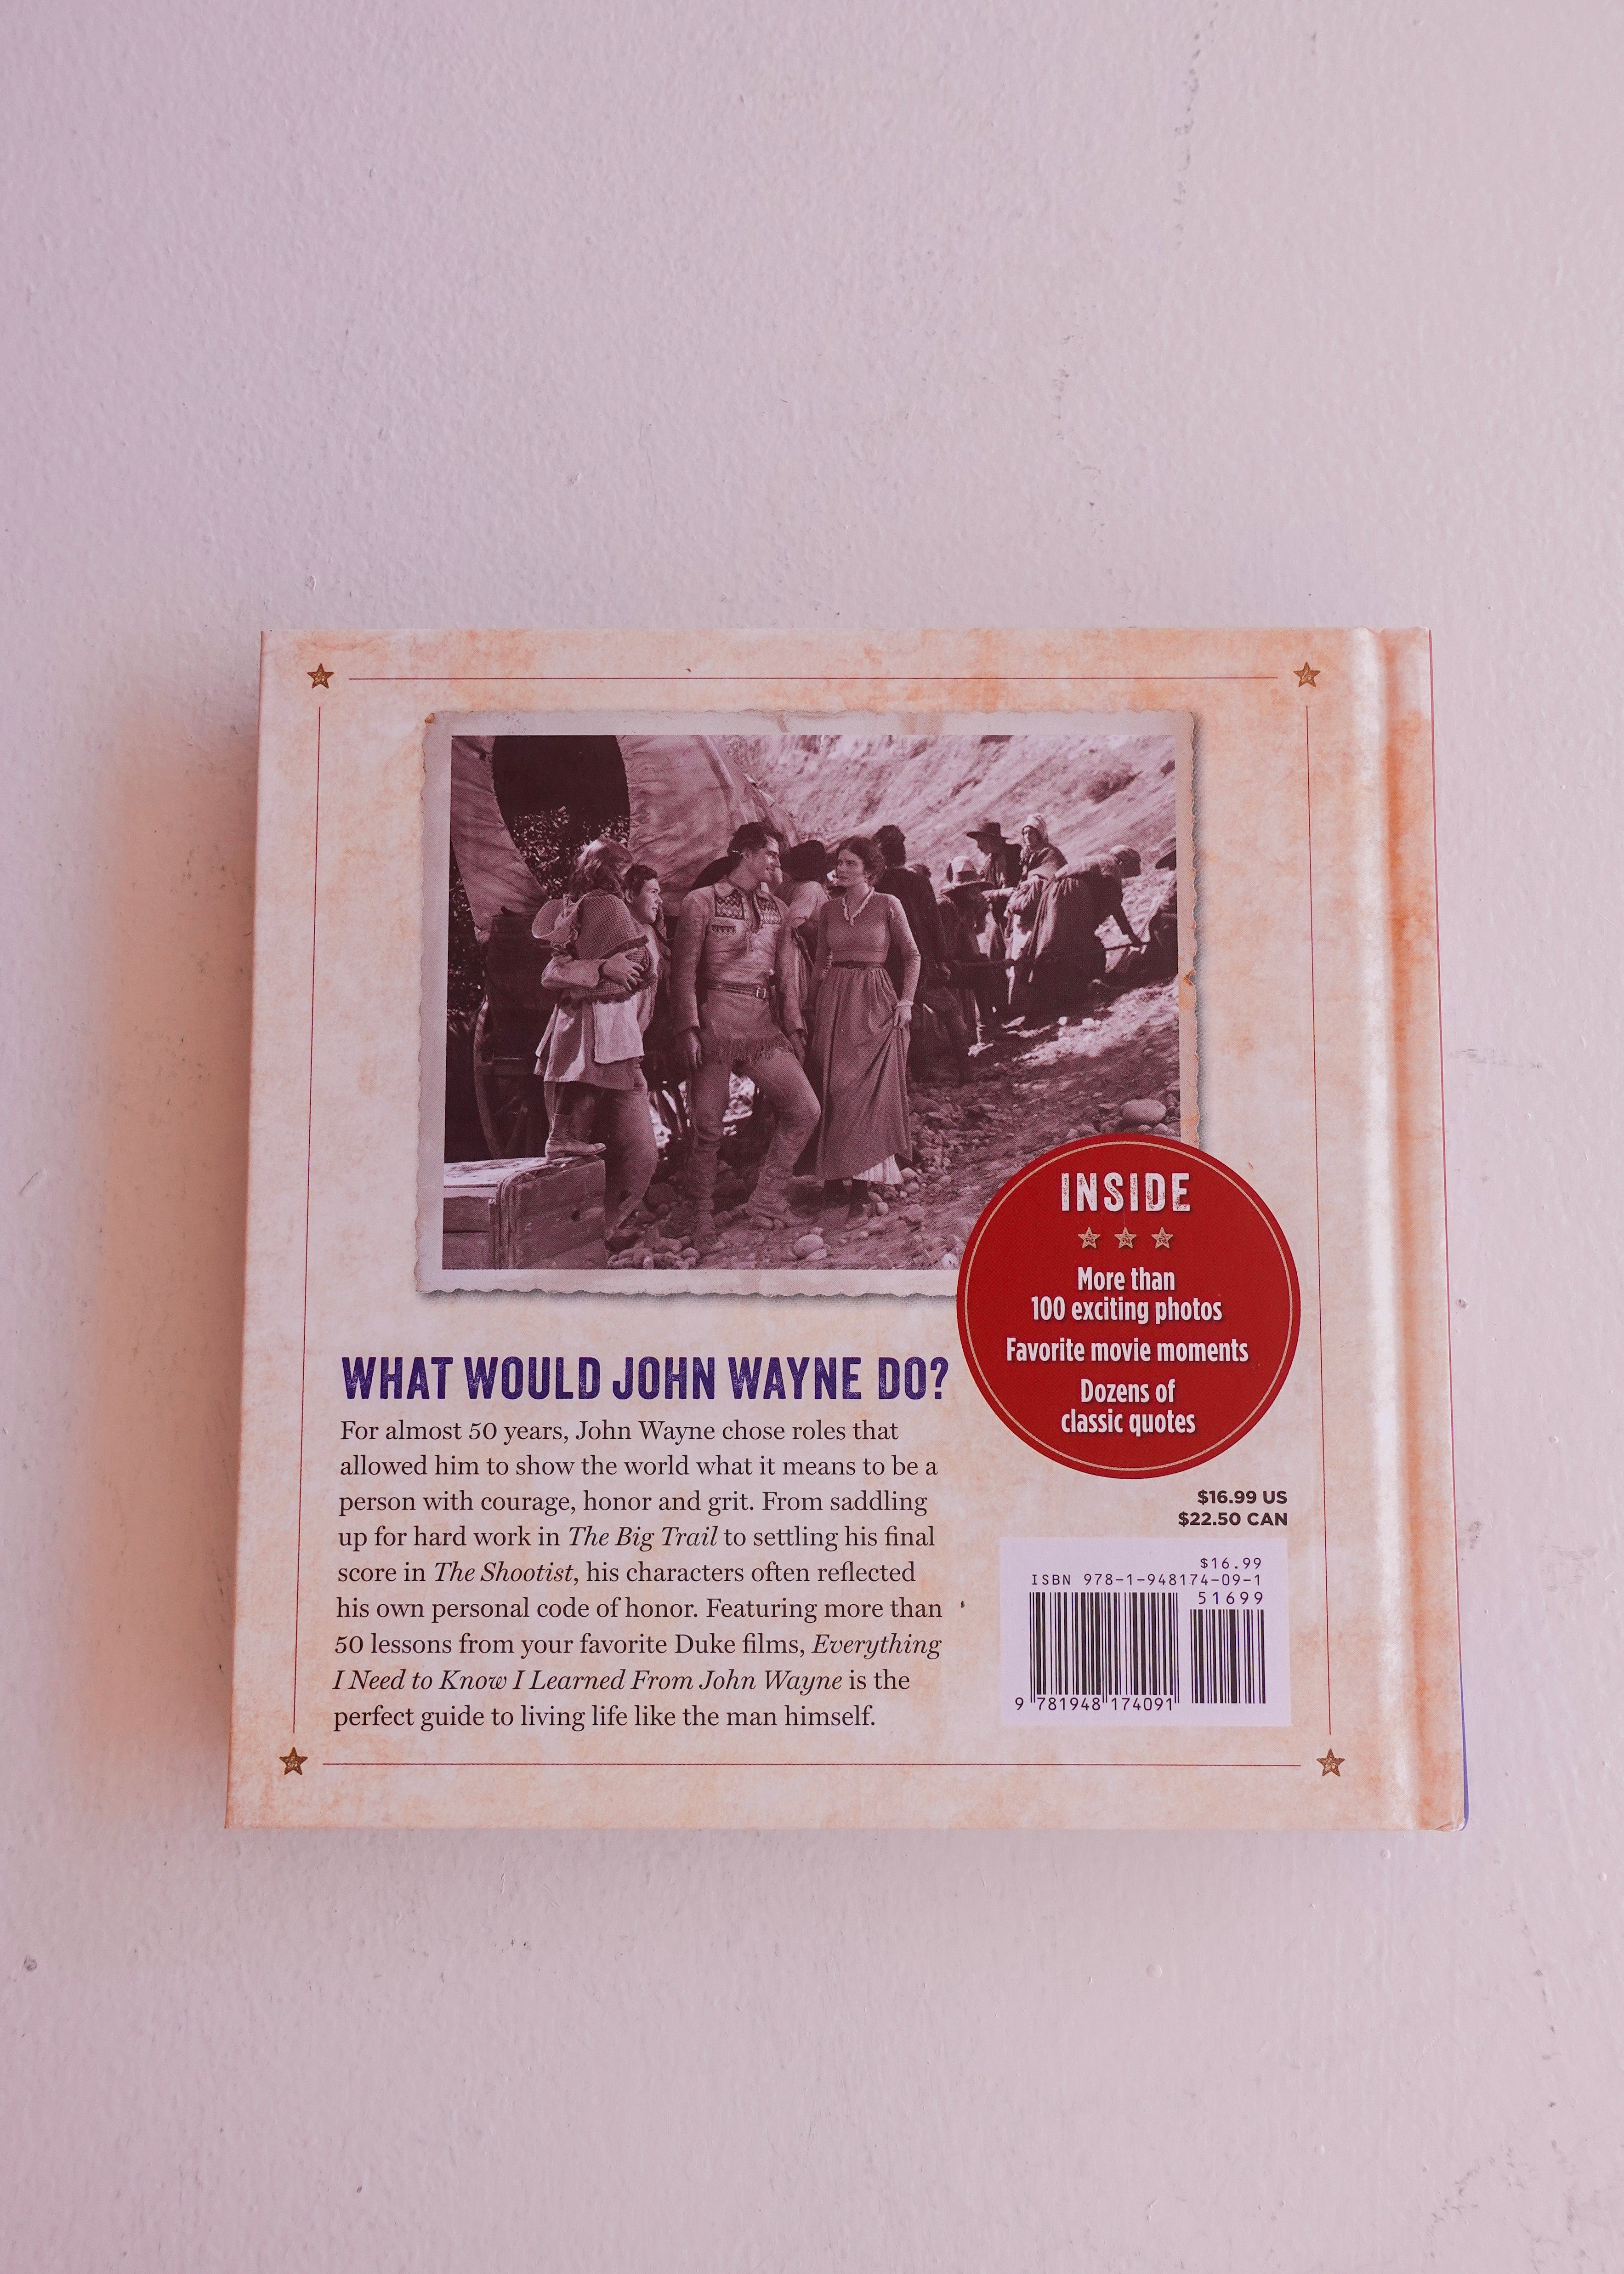 INSIDE
More than
100 exciting photos
Favorite movie moments
Dozens of
classic quotes
WHAT WOULD JOHN WAYNE DO?
For almost 50 years, John Wayne chose roles that
allowed him to show the world what it means to be a
person with courage, honor and grit. From saddling
up for hard work in The Big Trail to settling his final
score in The Shootist, his characters often reflected
his own personal code of honor. Featuring more than
50 lessons from your favorite Duke films, Everything
I Need to Know I Learned From John Wayne is the
perfect guide to living life like the man himself.
$16.99 US
$22.50 CAN
$16.99
ISBN 978-1-948174-09-1
51699
9 781948 174091